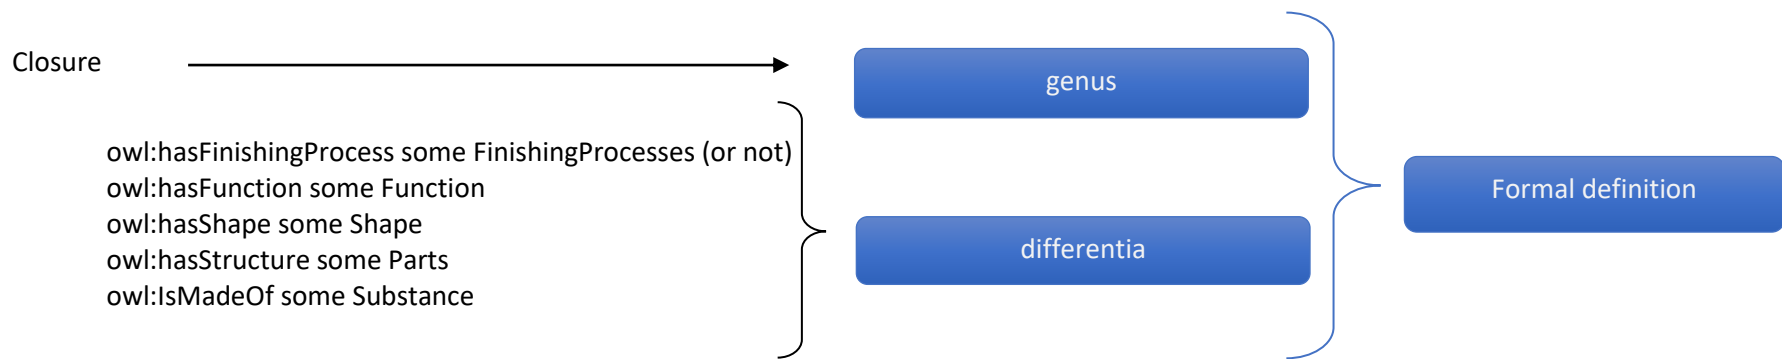 Closure
genus
owl:hasFinishingProcess some FinishingProcesses (or not)
owl:hasFunction some Function
owl:hasShape some Shape
owl:hasStructure some Parts
owl:IsMadeOf some Substance
differentia
Formal definition